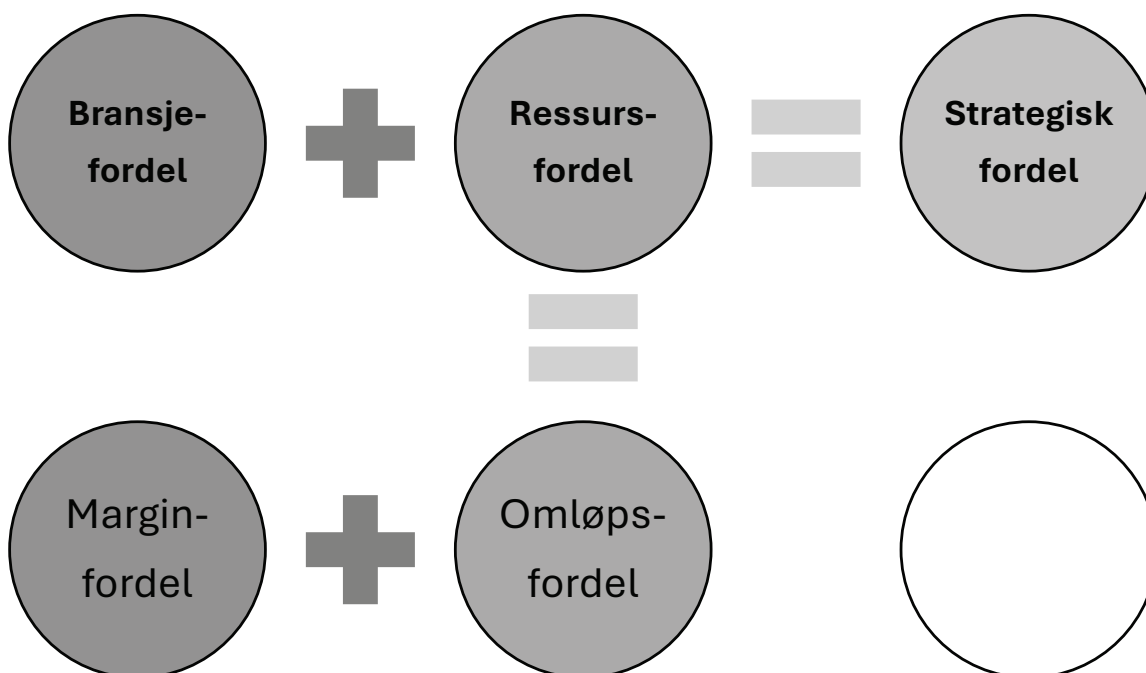 Bransje-
fordel
Ressurs-
fordel
Strategisk
fordel
Margin-
fordel
Omløps-
fordel